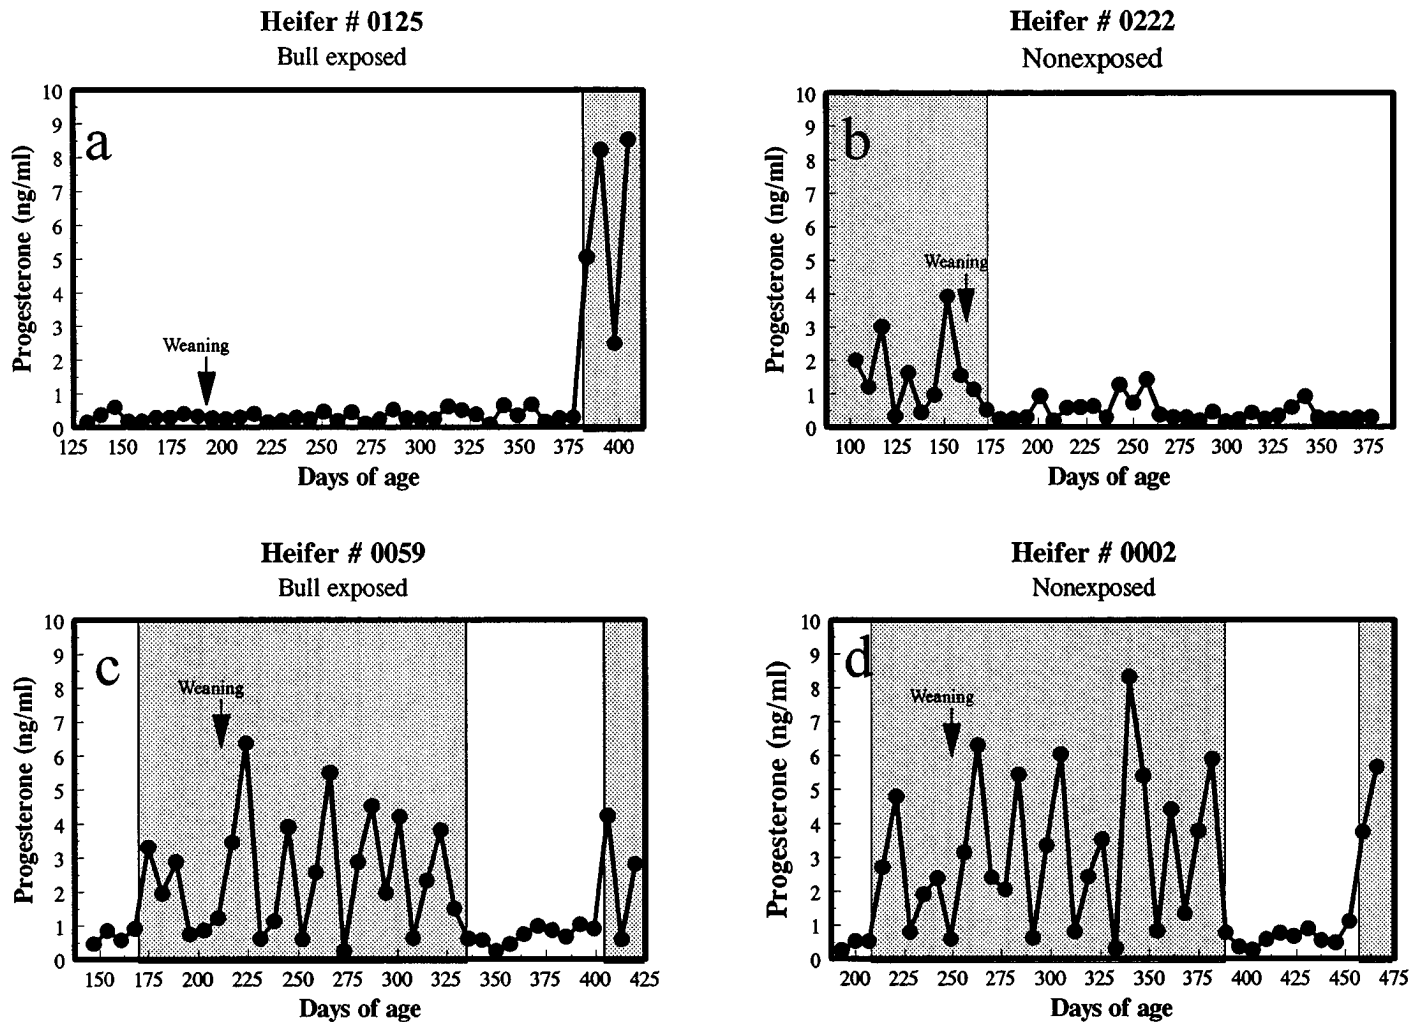 Heifer # 0125
Bull exposed
a
Progesterone (ng/ml)
10
9
8
7
6
5
4
3
2
1
0
Weaning
125 150 175 200 225 250 275 300 325 350 375 400
Days of age
Heifer # 0222
Nonexposed
b
Progesterone (ng/ml)
10
9
8
7
6
5
4
3
2
1
0
Weaning
100 125 150 175 200 225 250 275 300 325 350 375
Days of age
Heifer # 0059
Bull exposed
c
Progesterone (ng/ml)
10
9
8
7
6
5
4
3
2
1
0
Weaning
150 175 200 225 250 275 300 325 350 375 400 425
Days of age
Heifer # 0002
Nonexposed
d
Progesterone (ng/ml)
10
9
8
7
6
5
4
3
2
1
0
Weaning
200 225 250 275 300 325 350 375 400 425 450 475
Days of age